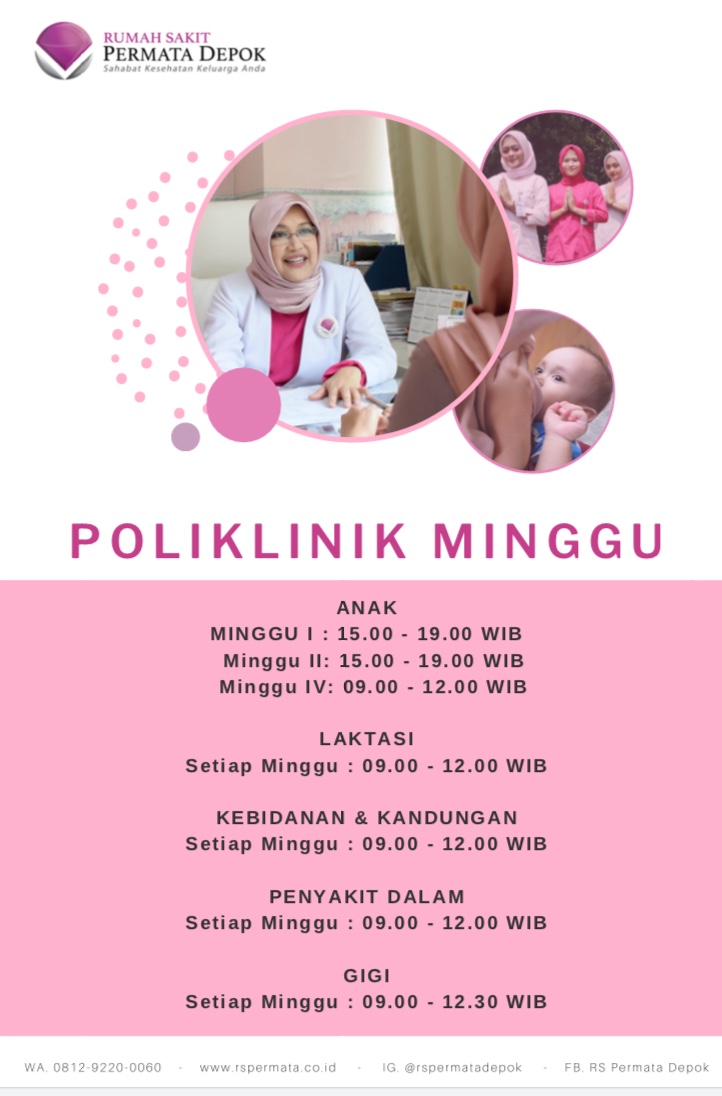 RUMAH SAKIT
PERMATA DEPOK
Sahabat Kesehatan Keluarga Anda
POLIKLINIK MINGGU
ANAK
MINGGU I : 15.00 - 19.00 WIB
Minggu II: 15.00 - 19.00 WIB
Minggu IV: 09.00 - 12.00 WIB
LAKTASI
Setiap Minggu : 09.00 - 12.00 WIB
KEBIDANAN & KANDUNGAN
Setiap Minggu : 09.00 - 12.00 WIB
PENYAKIT DALAM
Setiap Minggu : 09.00 - 12.00 WIB
GIGI
Setiap Minggu : 09.00 - 12.30 WIB
WA. 0812-9220-0060 - www.rspermata.co.id - IG. @rspermatadepok - FB. RS Permata Depok